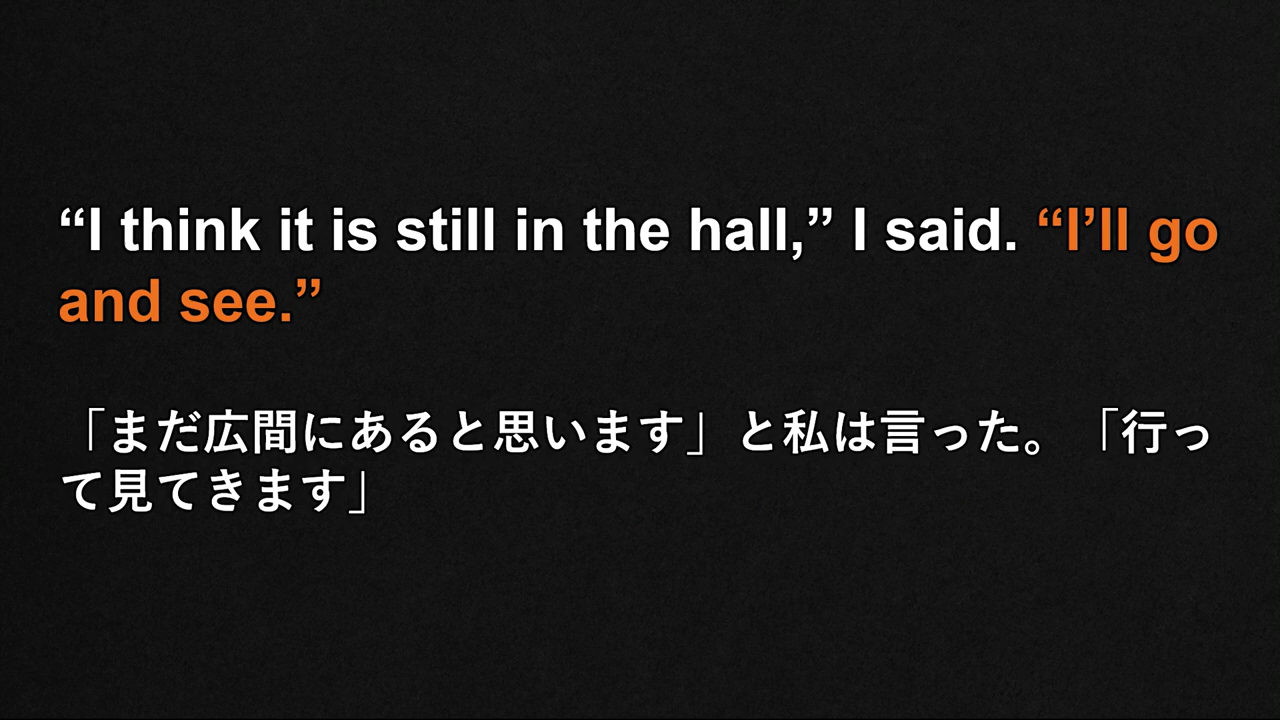 “I think it is still in the hall,” I said. “I’ll go
and see.”
「まだ広間にあると思います」と私は言った。「行っ
て見てきます」